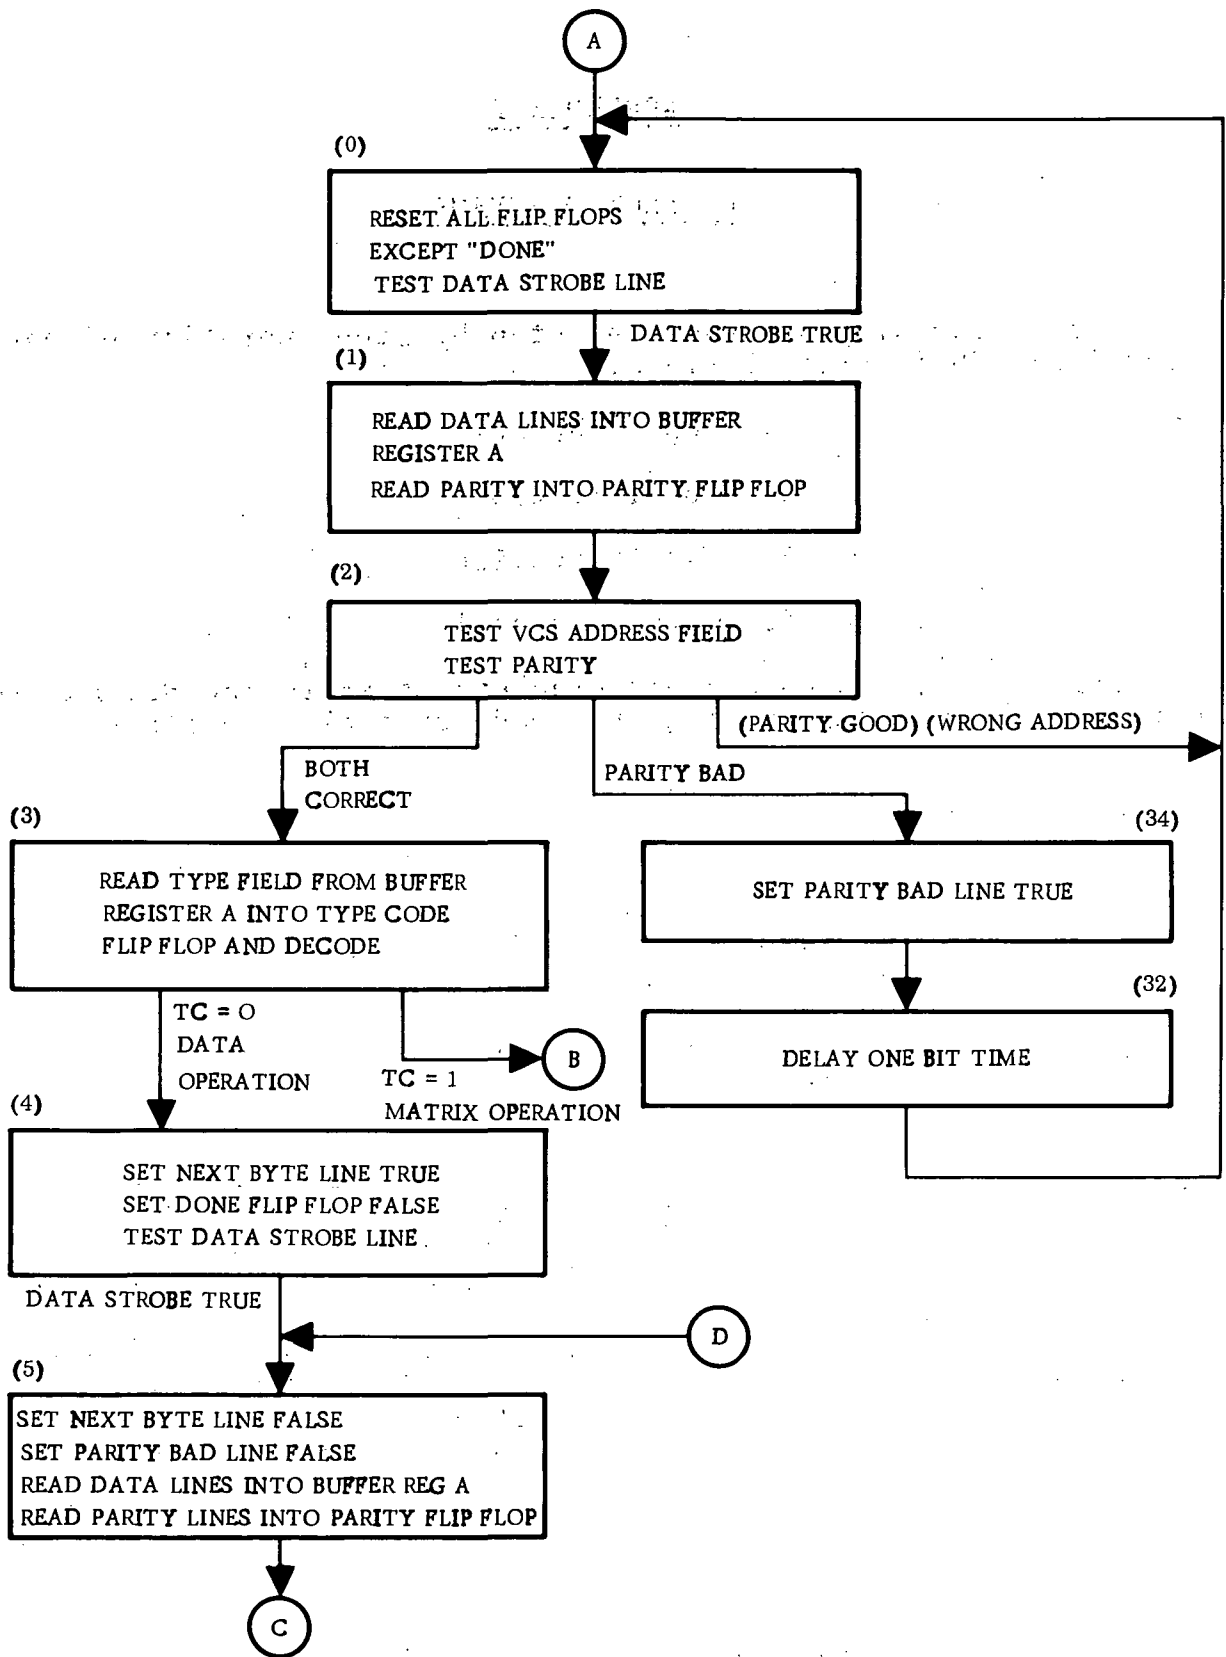 A
(0)
RESET ALL FLIP FLOPS
EXCEPT "DONE"
TEST DATA STROBE LINE
DATA STROBE TRUE
(1)
READ DATA LINES INTO BUFFER
REGISTER A
READ PARITY INTO PARITY FLIP FLOP
(2)
TEST VCS ADDRESS FIELD
TEST PARITY
(PARITY GOOD) (WRONG ADDRESS)
BOTH
CORRECT
PARITY BAD
(3)
READ TYPE FIELD FROM BUFFER
REGISTER A INTO TYPE CODE
FLIP FLOP AND DECODE
(34)
SET PARITY BAD LINE TRUE
(32)
DELAY ONE BIT TIME
TC = O
DATA
OPERATION
B
TC = 1
MATRIX OPERATION
(4)
SET NEXT BYTE LINE TRUE
SET DONE FLIP FLOP FALSE
TEST DATA STROBE LINE
DATA STROBE TRUE
D
(5)
SET NEXT BYTE LINE FALSE
SET PARITY BAD LINE FALSE
READ DATA LINES INTO BUFFER REG A
READ PARITY LINES INTO PARITY FLIP FLOP
C